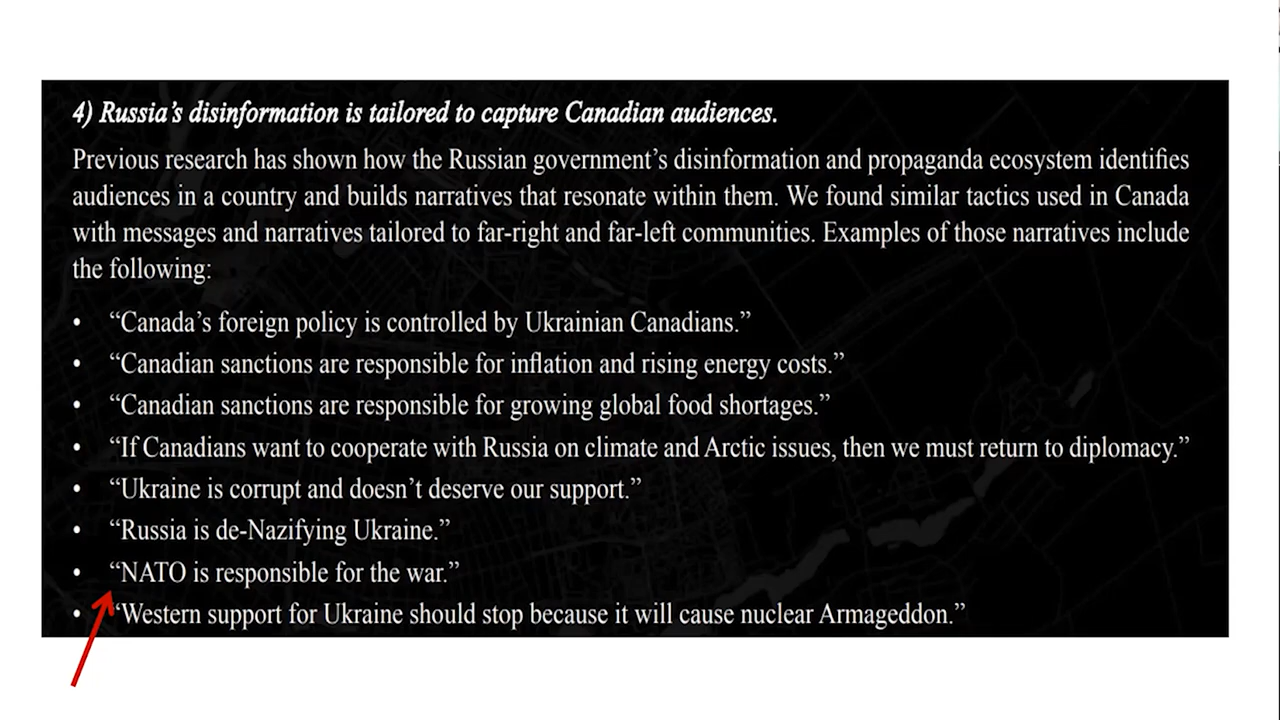 4) Russia’s disinformation is tailored to capture Canadian audiences.
Previous research has shown how the Russian government’s disinformation and propaganda ecosystem identifies
audiences in a country and builds narratives that resonate within them. We found similar tactics used in Canada
with messages and narratives tailored to far-right and far-left communities. Examples of those narratives include
the following:
• “Canada’s foreign policy is controlled by Ukrainian Canadians.”
• “Canadian sanctions are responsible for inflation and rising energy costs.”
• “Canadian sanctions are responsible for growing global food shortages.”
• “If Canadians want to cooperate with Russia on climate and Arctic issues, then we must return to diplomacy.”
• “Ukraine is corrupt and doesn’t deserve our support.”
• “Russia is de-Nazifying Ukraine.”
• “NATO is responsible for the war.”
• “Western support for Ukraine should stop because it will cause nuclear Armageddon.”